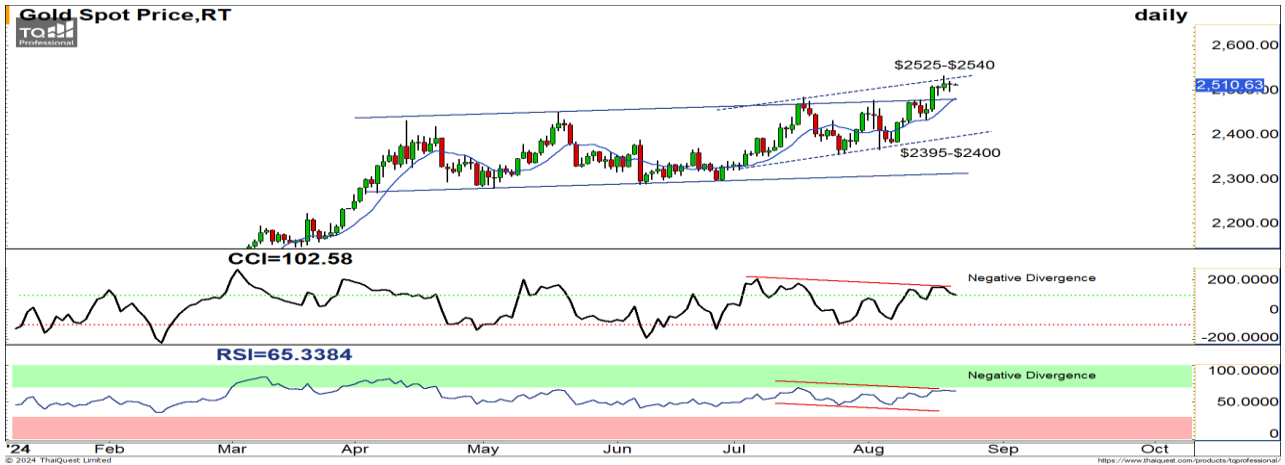 Gold Spot Price,RT
daily
TQ
Professional
2,600.00
$2525-$2540
2,510.63
2,500.00
2,400.00
$2395-$2400
2,300.00
2,200.00
CCI=102.58
Negative Divergence
200.0000
0
-200.0000
RSI=65.3384
Negative Divergence
100.0000
50.0000
0
'24 Feb Mar Apr May Jun Jul Aug Sep Oct
© 2024 ThaiQuest Limited
https://www.thaiquest.com/products/tqprofessional/